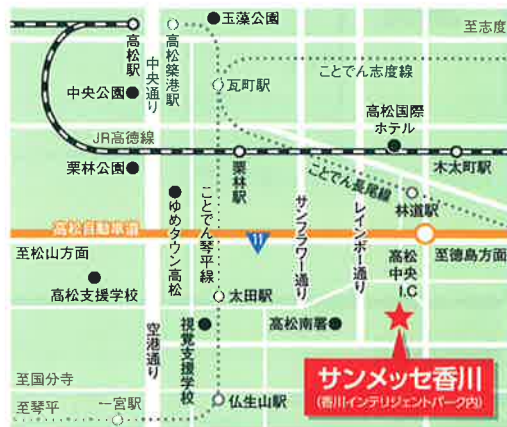 玉藻公園
至志度
高松駅
中央通り
高松築港駅
瓦町駅
ことでん志度線
中央公園
高松国際
ホテル
JR高徳線
栗林公園
栗林駅
ことでん長尾線
木太町駅
林道駅
ゆめタウン高松
ことでん琴平線
サンフラワー通り
レインボー通り
高松自動車道
11
至松山方面
高松
中央
I.C
至徳島方面
高松支援学校
太田駅
空港通り
視覚支援学校
高松南署
サンメッセ香川
(香川インテリジェントパーク内)
至国分寺
至琴平
一宮駅
仏生山駅